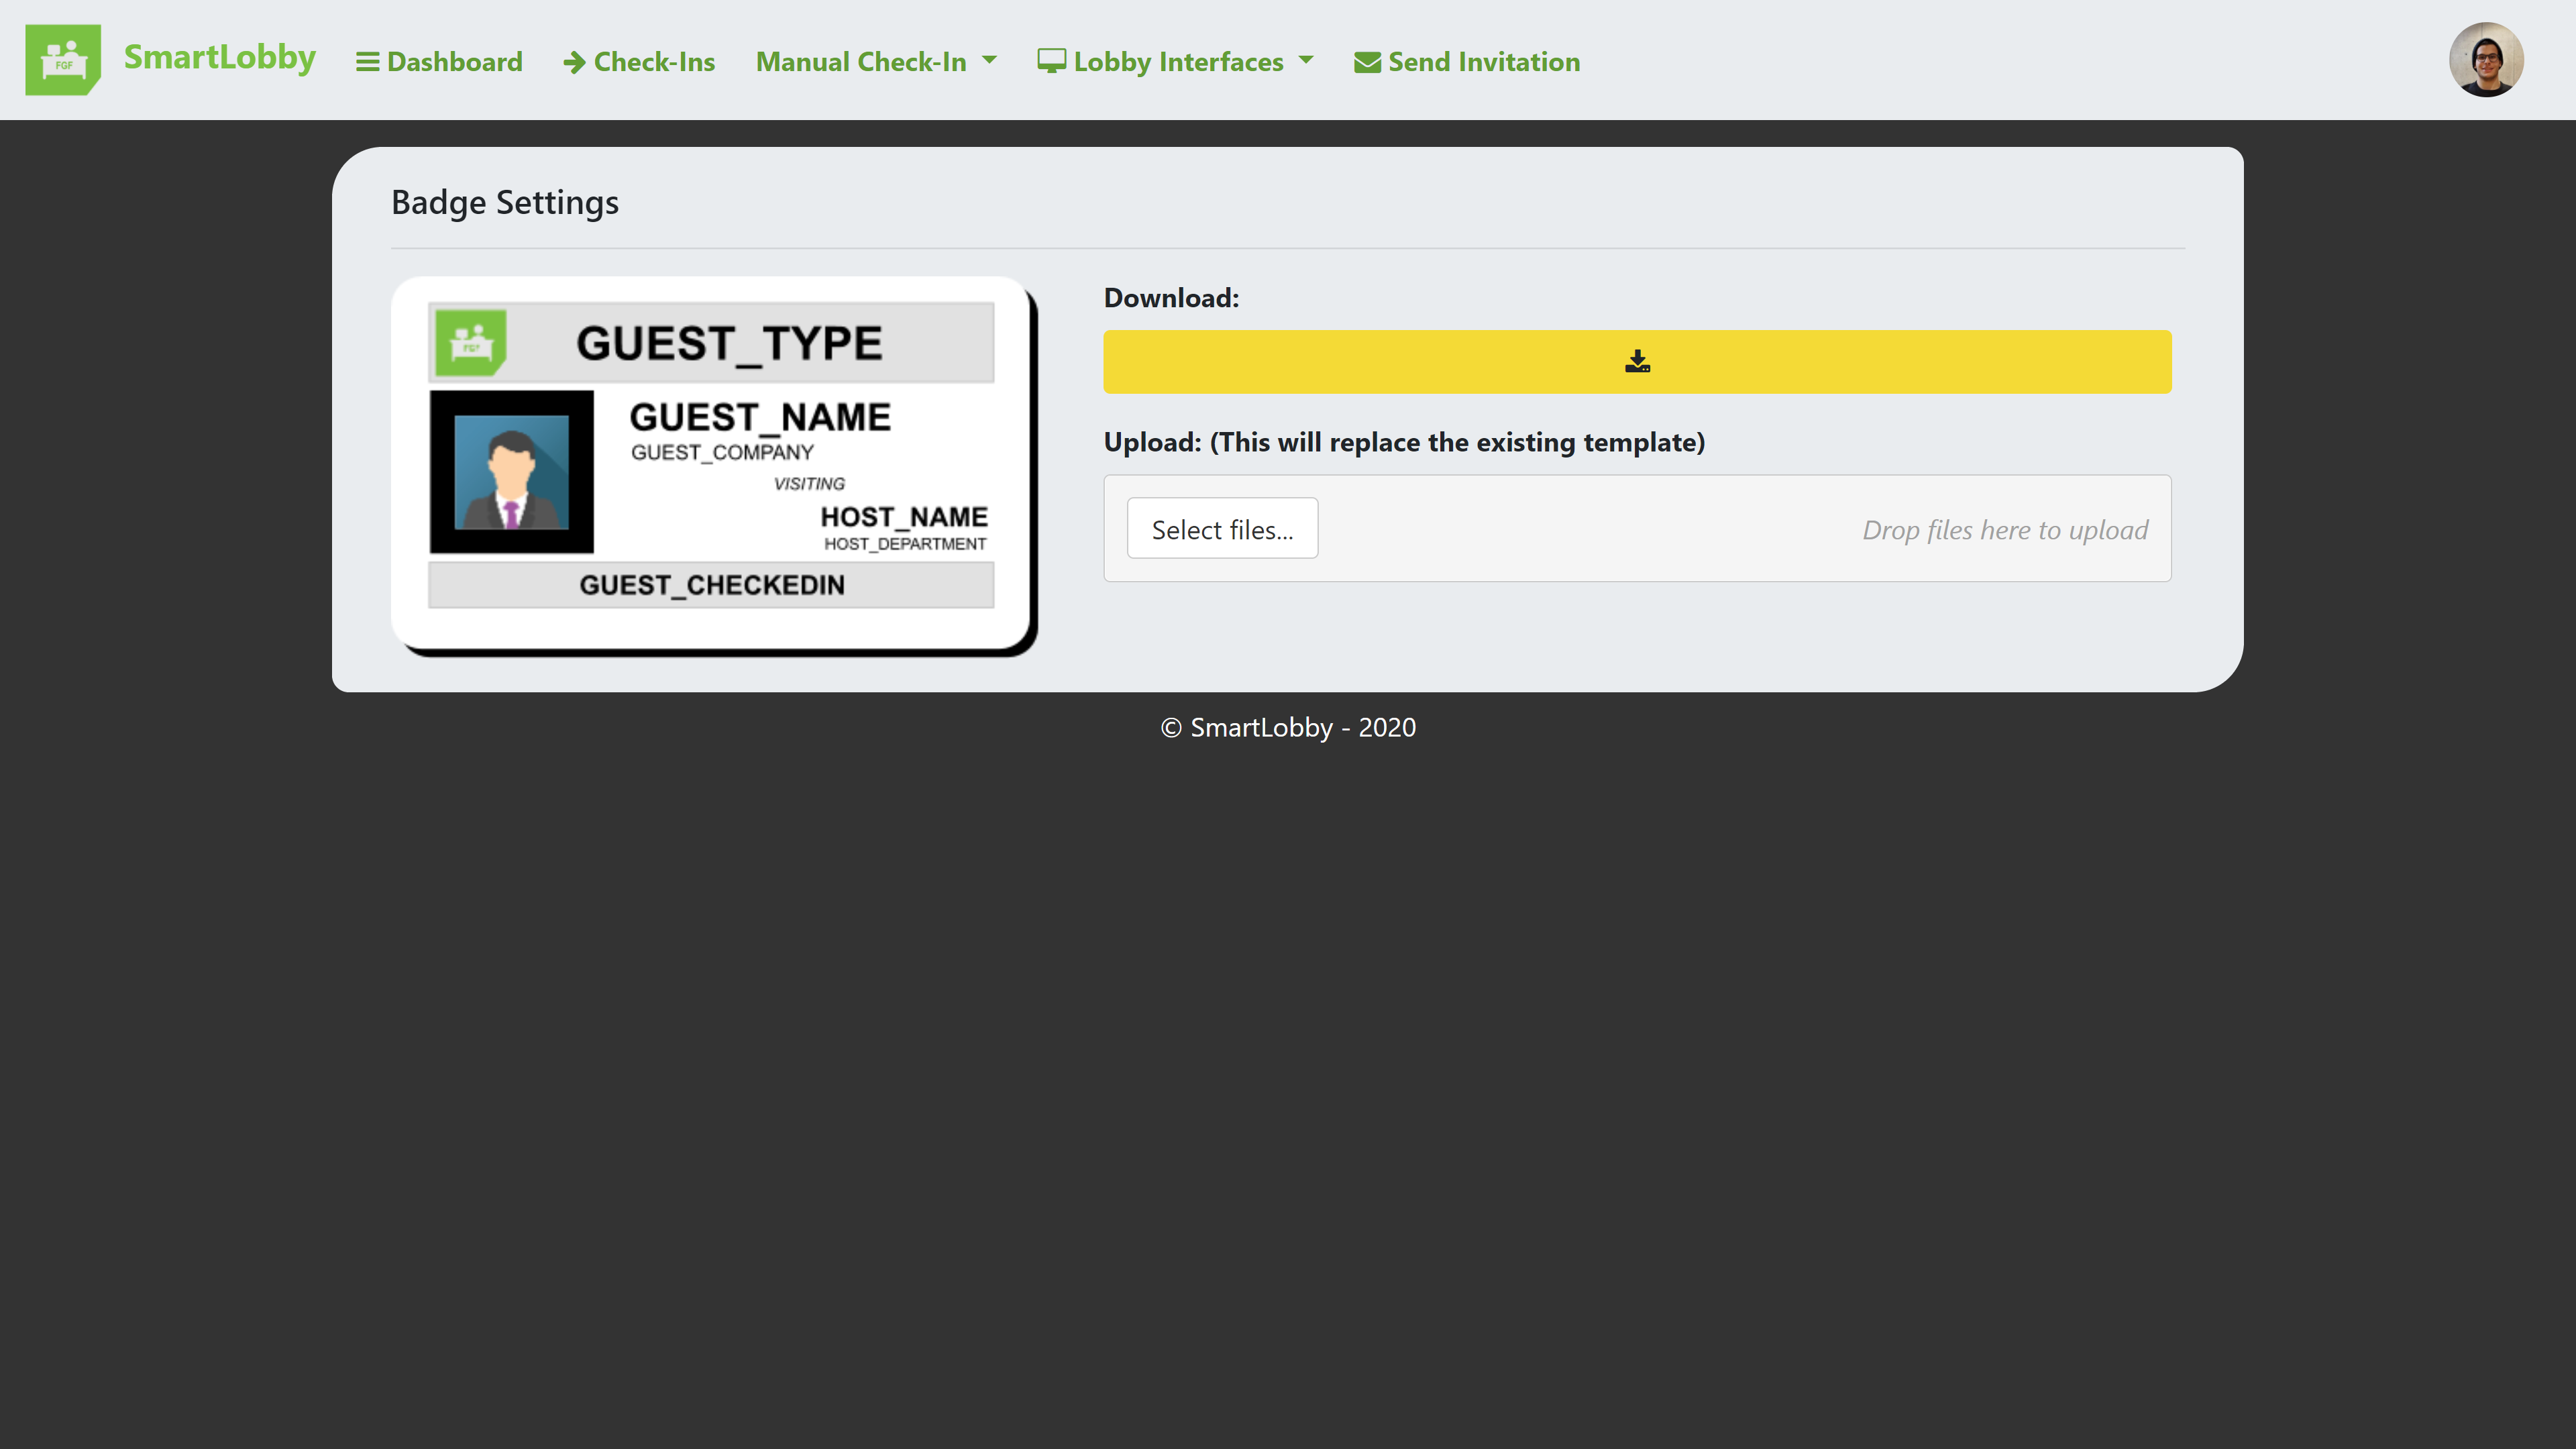 FGF
SmartLobby
Dashboard
Check-Ins
Manual Check-In
Lobby Interfaces
Send Invitation
Badge Settings
FGF
GUEST_TYPE
GUEST_NAME
GUEST_COMPANY
VISITING
HOST_NAME
HOST_DEPARTMENT
GUEST_CHECKEDIN
Download:
Upload: (This will replace the existing template)
Select files...
Drop files here to upload
© SmartLobby - 2020